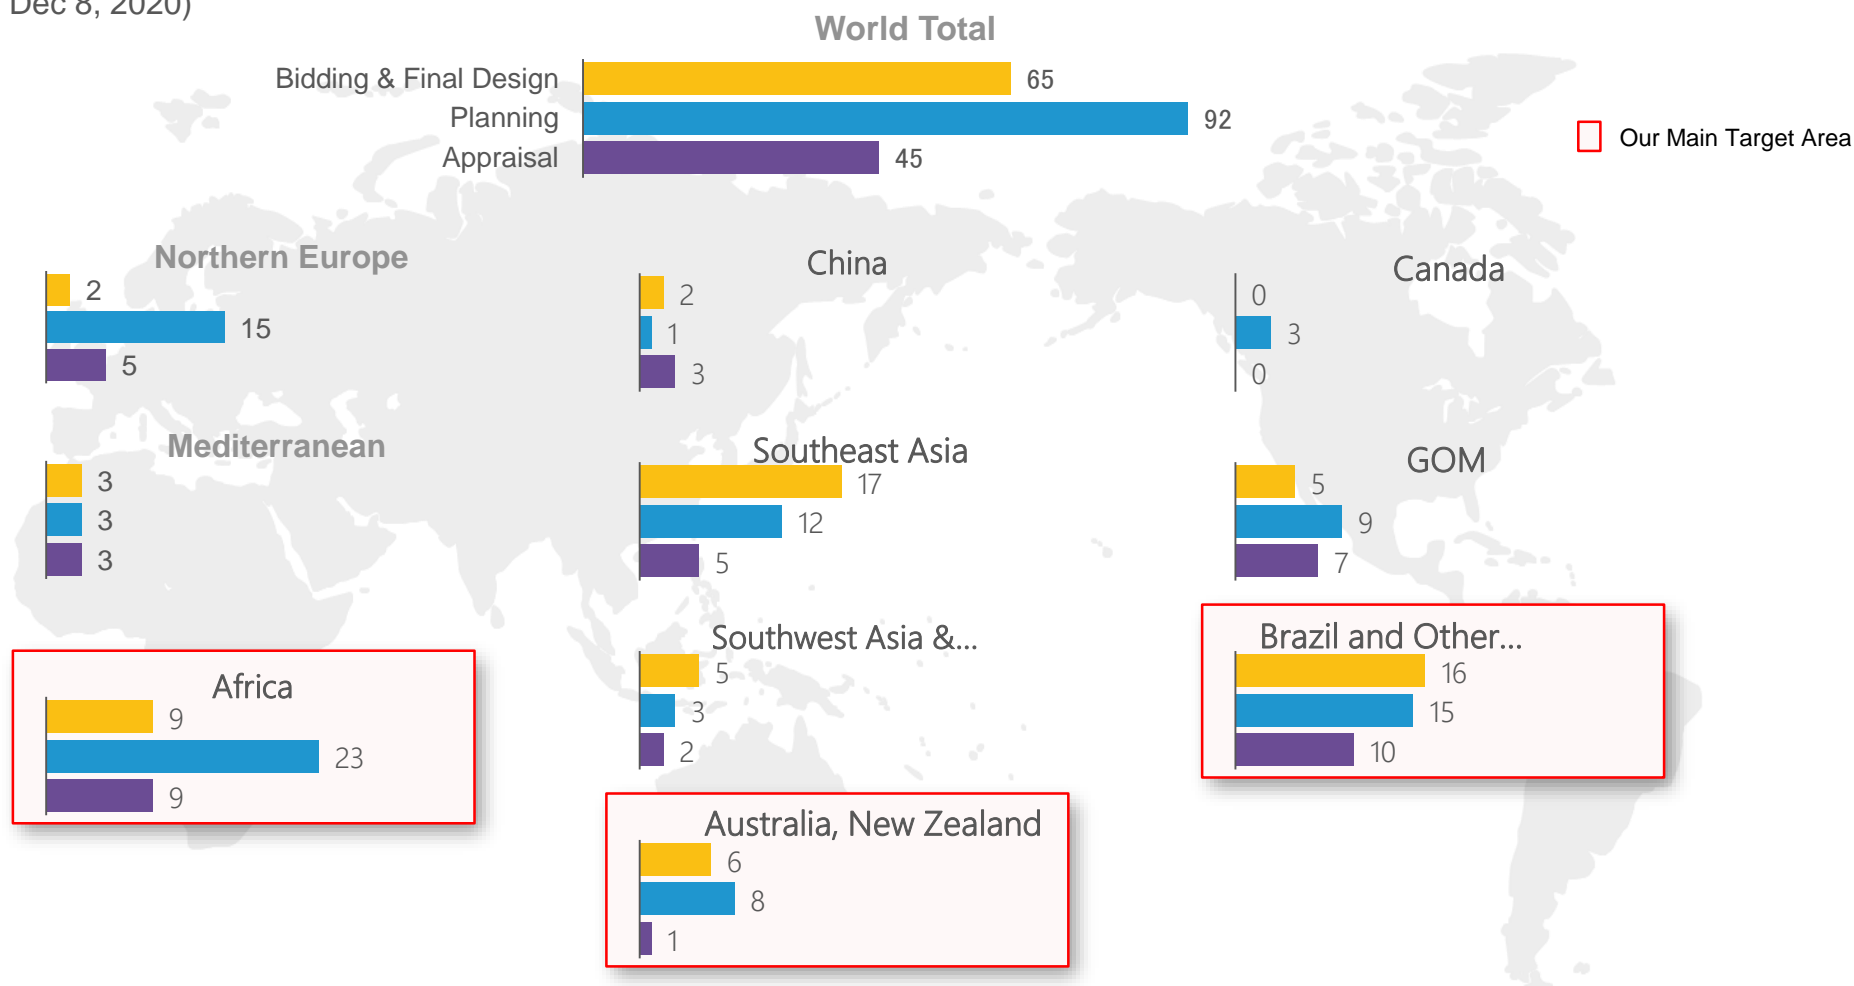 Dec 8, 2020)
World Total
Bidding & Final Design 65
Planning 92
Appraisal 45
Our Main Target Area
Northern Europe
2
15
5
China
2
1
3
Canada
0
3
0
Mediterranean
3
3
3
Southeast Asia
17
12
5
GOM
5
9
7
Africa
9
23
9
Southwest Asia &...
5
3
2
Brazil and Other...
16
15
10
Australia, New Zealand
6
8
1